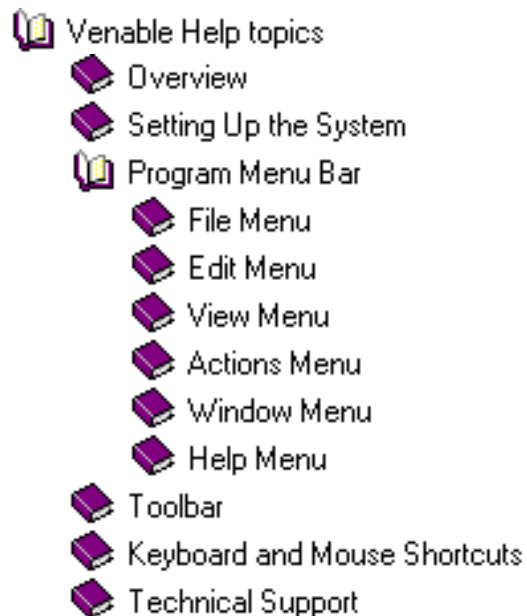 Venable Help topics
Overview
Setting Up the System
Program Menu Bar
File Menu
Edit Menu
View Menu
Actions Menu
Window Menu
Help Menu
Toolbar
Keyboard and Mouse Shortcuts
Technical Support